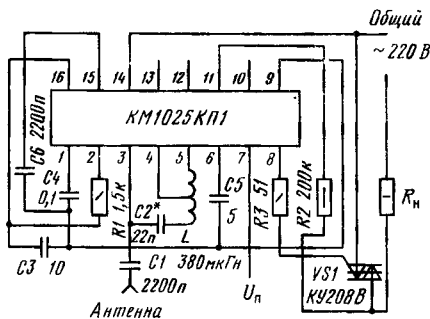 Общий
~ 220 В
16 15 14 13 12 11 10 9
КМ1025КП1
1 2 3 4 5 6 7 8
C6 2200п
C4
0,1
R1 1,5к
C2*
22п
L
380мкГн
C5
5
R3 51
R2 200к
Rн
C3 10
C1
2200п
Антенна
Uп
VS1
КУ208В